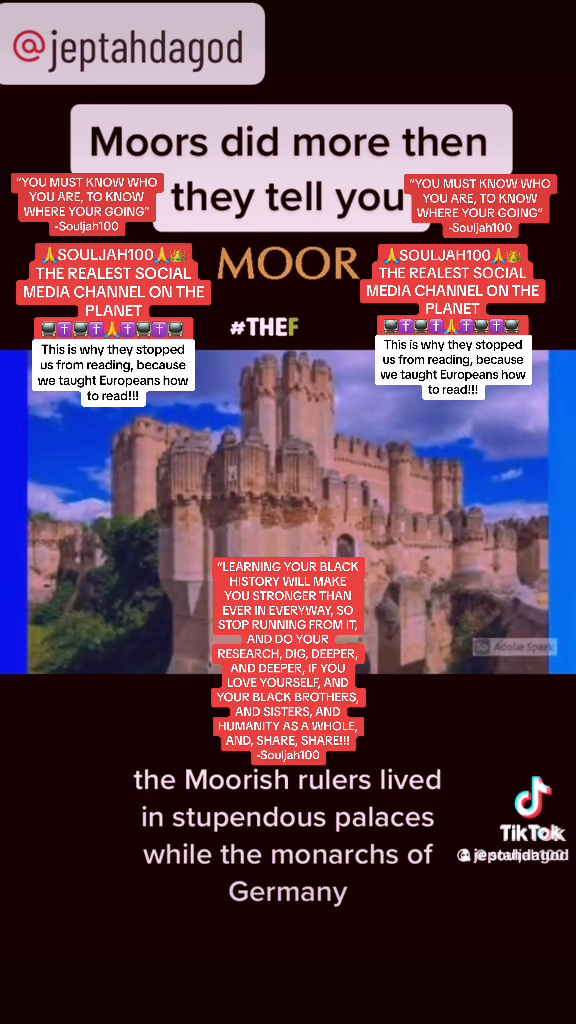 @jeptahdagod
Moors did more then
they tell you
“YOU MUST KNOW WHO
YOU ARE, TO KNOW
WHERE YOUR GOING”
-Souljah100
“YOU MUST KNOW WHO
YOU ARE, TO KNOW
WHERE YOUR GOING”
-Souljah100
🙏SOULJAH100🙏👑
THE REALEST SOCIAL
MEDIA CHANNEL ON THE
PLANET
MOOR
🙏SOULJAH100🙏👑
THE REALEST SOCIAL
MEDIA CHANNEL ON THE
PLANET
#THEF
This is why they stopped
us from reading, because
we taught Europeans how
to read!!!
This is why they stopped
us from reading, because
we taught Europeans how
to read!!!
“LEARNING YOUR BLACK
HISTORY WILL MAKE
YOU STRONGER THAN
EVER IN EVERYWAY, SO
STOP RUNNING FROM IT,
AND DO YOUR
RESEARCH, DIG, DEEPER,
AND DEEPER, IF YOU
LOVE YOURSELF, AND
YOUR BLACK BROTHERS,
AND SISTERS, AND
HUMANITY AS A WHOLE,
AND, SHARE, SHARE!!!
-Souljah100
Sp Adobe Spark
the Moorish rulers lived
in stupendous palaces
while the monarchs of
Germany
TikTok